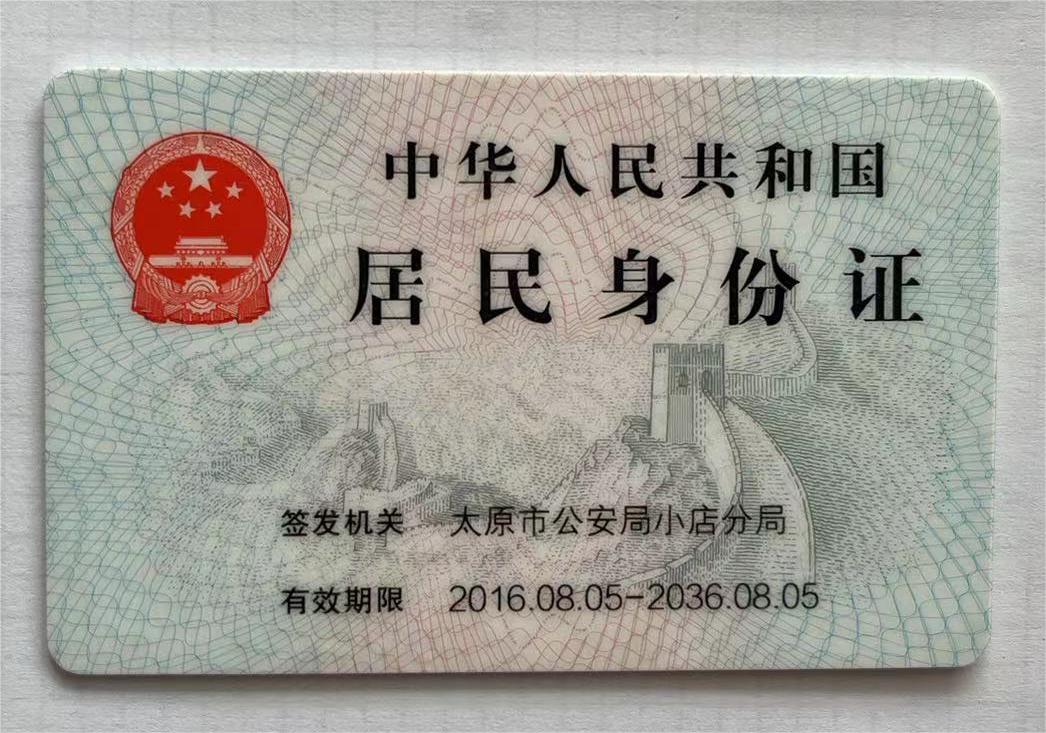 中华人民共和国
居民身份证
签发机关 太原市公安局小店分局
有效期限 2016.08.05-2036.08.05